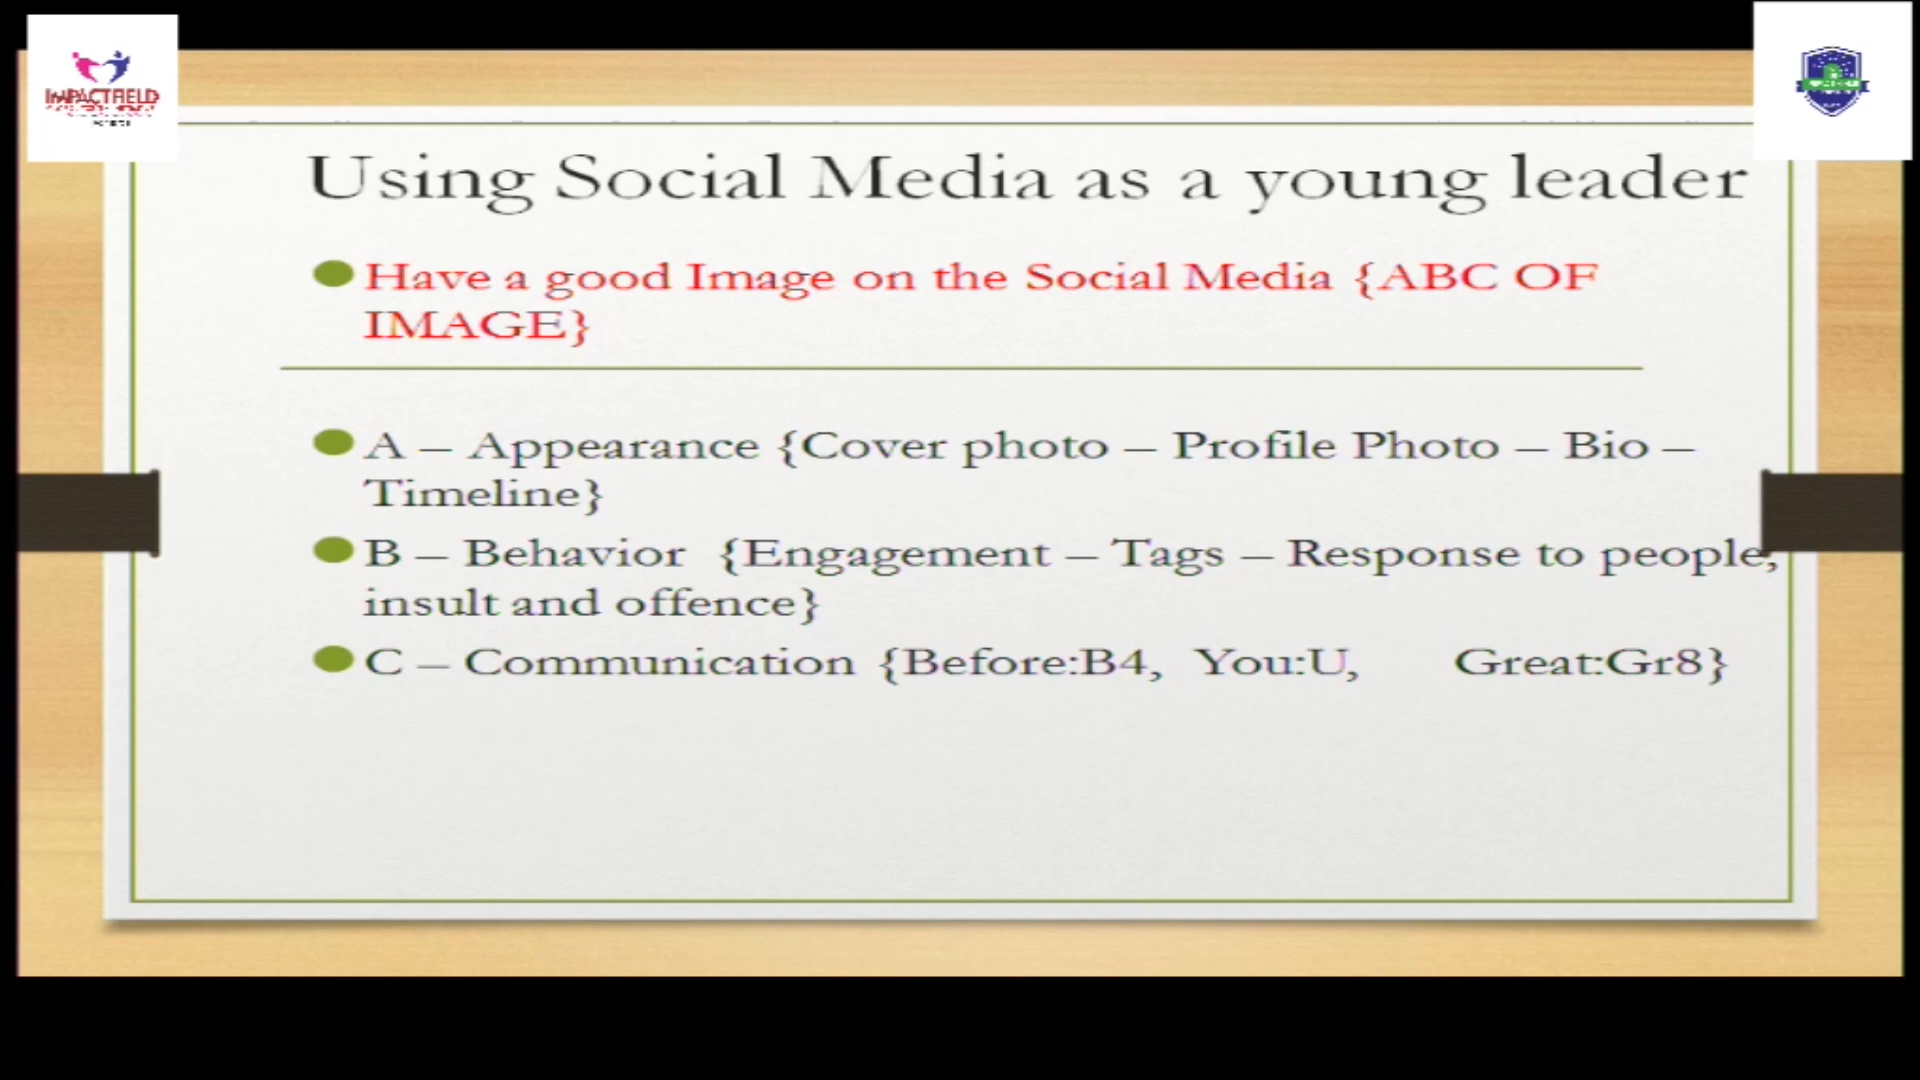 IMPACTFIELD
Using Social Media as a young leader
Have a good Image on the Social Media {ABC OF
IMAGE}
A – Appearance {Cover photo – Profile Photo – Bio –
Timeline}
B – Behavior {Engagement – Tags – Response to people,
insult and offence}
C – Communication {Before:B4, You:U, Great:Gr8}